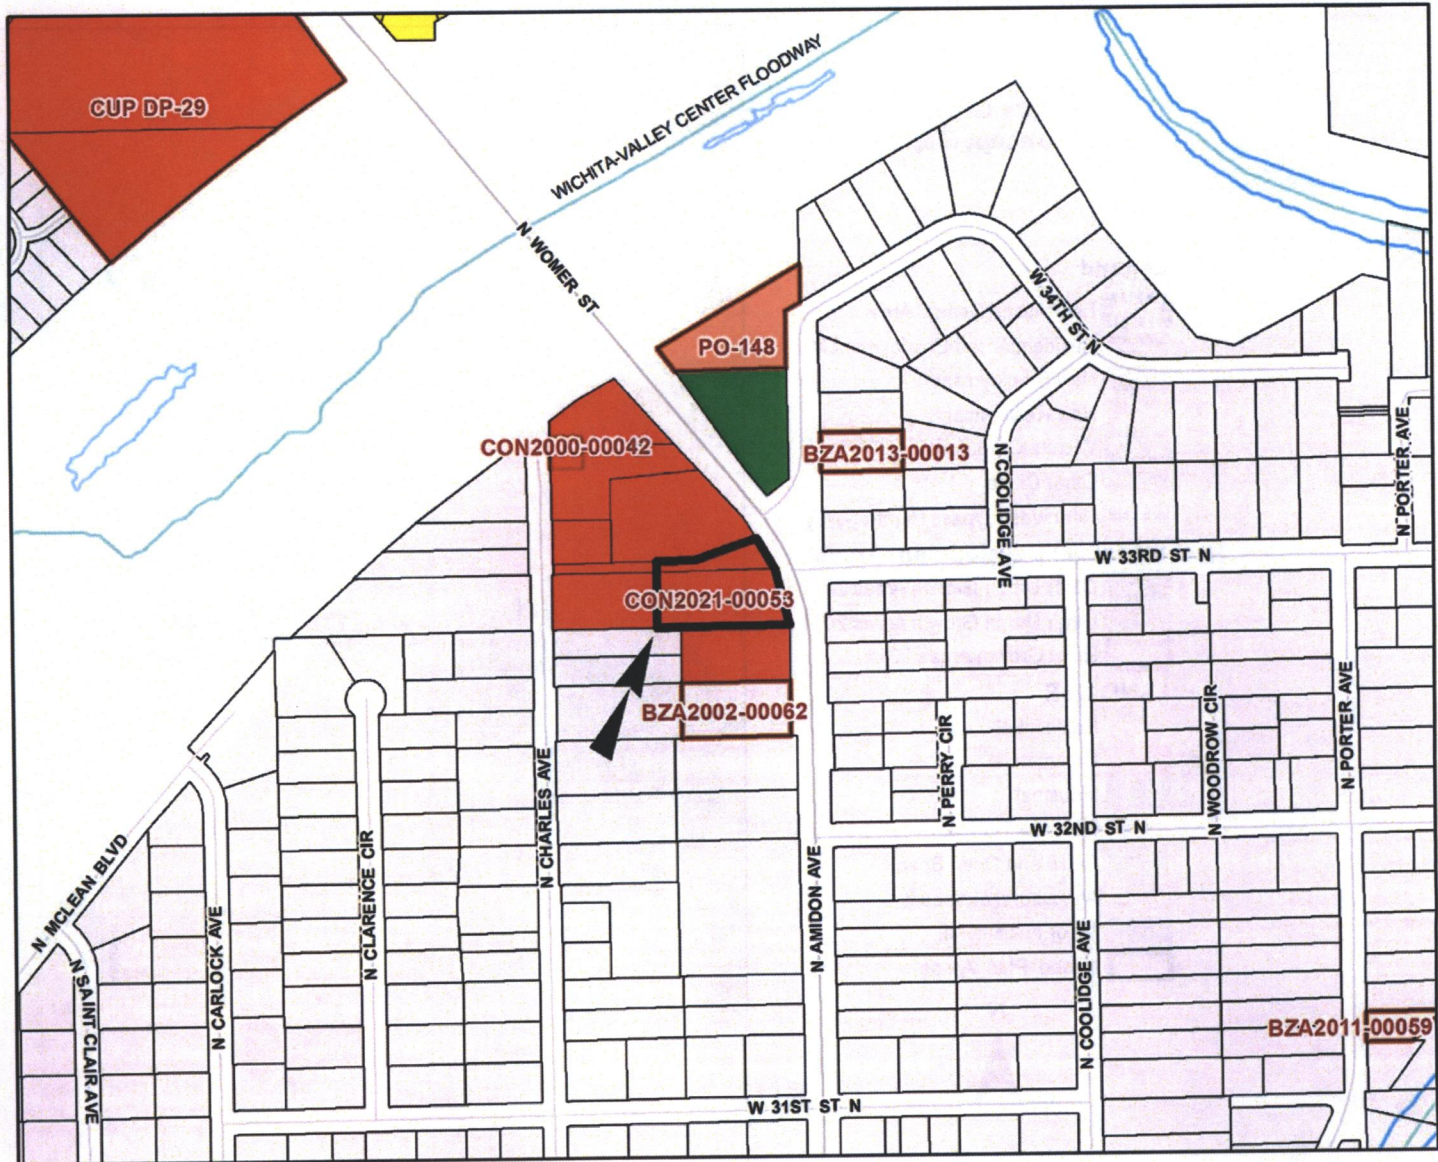 CUP DP-29
WICHITA-VALLEY CENTER FLOODWAY
N WOMER ST
W 34TH ST N
PO-148
CON2000-00042
BZA2013-00013
N COOLIDGE AVE
N PORTER AVE
W 33RD ST N
CON2021-00053
BZA2002-00062
N CHARLES AVE
N PERRY CIR
N WOODROW CIR
N PORTER AVE
W 32ND ST N
N MCLEAN BLVD
N SAINT CLAIR AVE
N CARLOCK AVE
N CLARENCE CIR
N AMIDON AVE
N COOLIDGE AVE
BZA2011-00059
W 31ST ST N